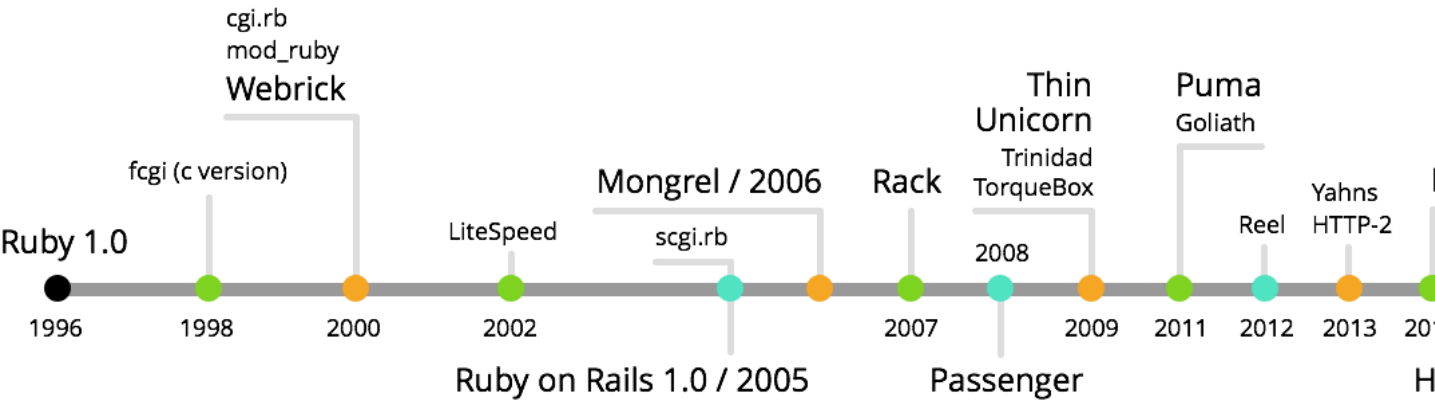 cgi.rb
mod_ruby
Webrick
fcgi (c version)
Ruby 1.0
LiteSpeed
Mongrel / 2006
scgi.rb
Rack
Thin
Unicorn
Trinidad
TorqueBox
2008
Puma
Goliath
Reel
Yahns
HTTP-2
1996
1998
2000
2002
2007
2009
2011
2012
2013
Ruby on Rails 1.0 / 2005
Passenger